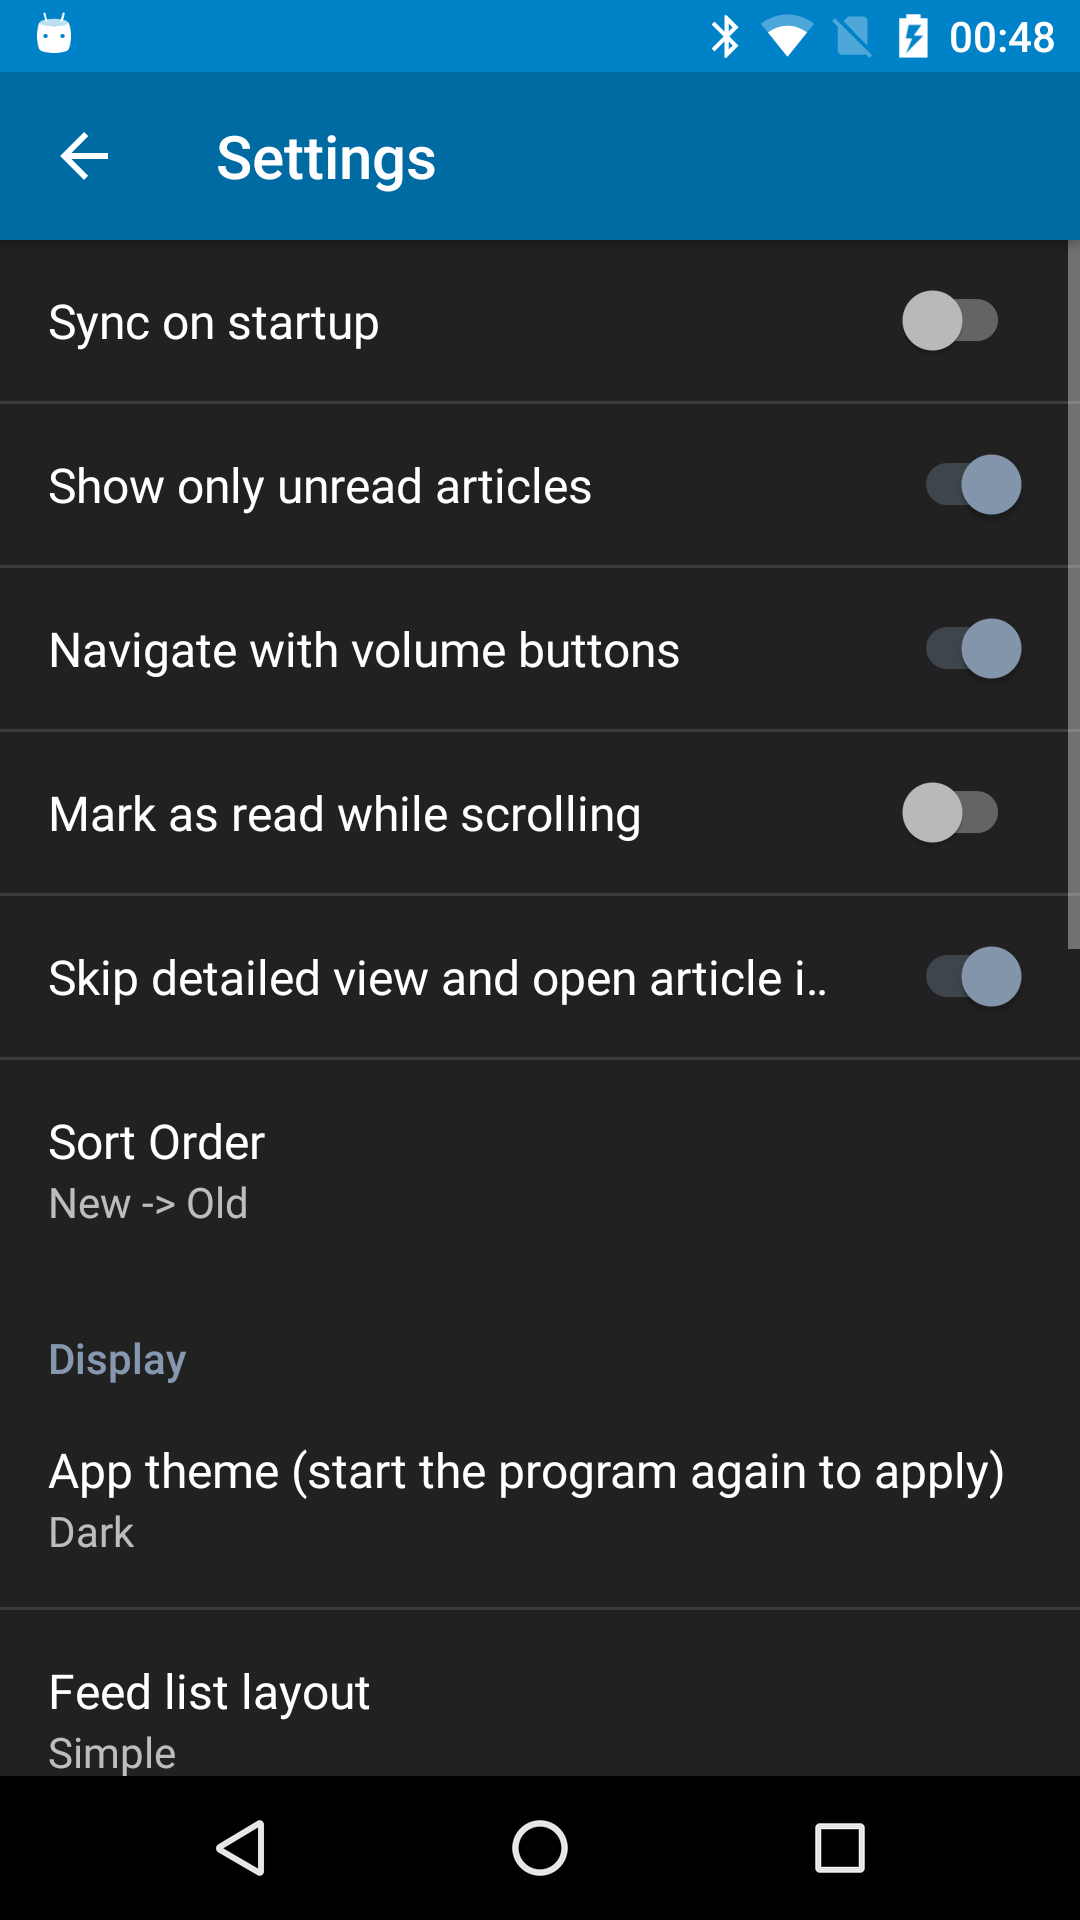 00:48
Settings
Sync on startup
Show only unread articles
Navigate with volume buttons
Mark as read while scrolling
Skip detailed view and open article i..
Sort Order
New -> Old
Display
App theme (start the program again to apply)
Dark
Feed list layout
Simple